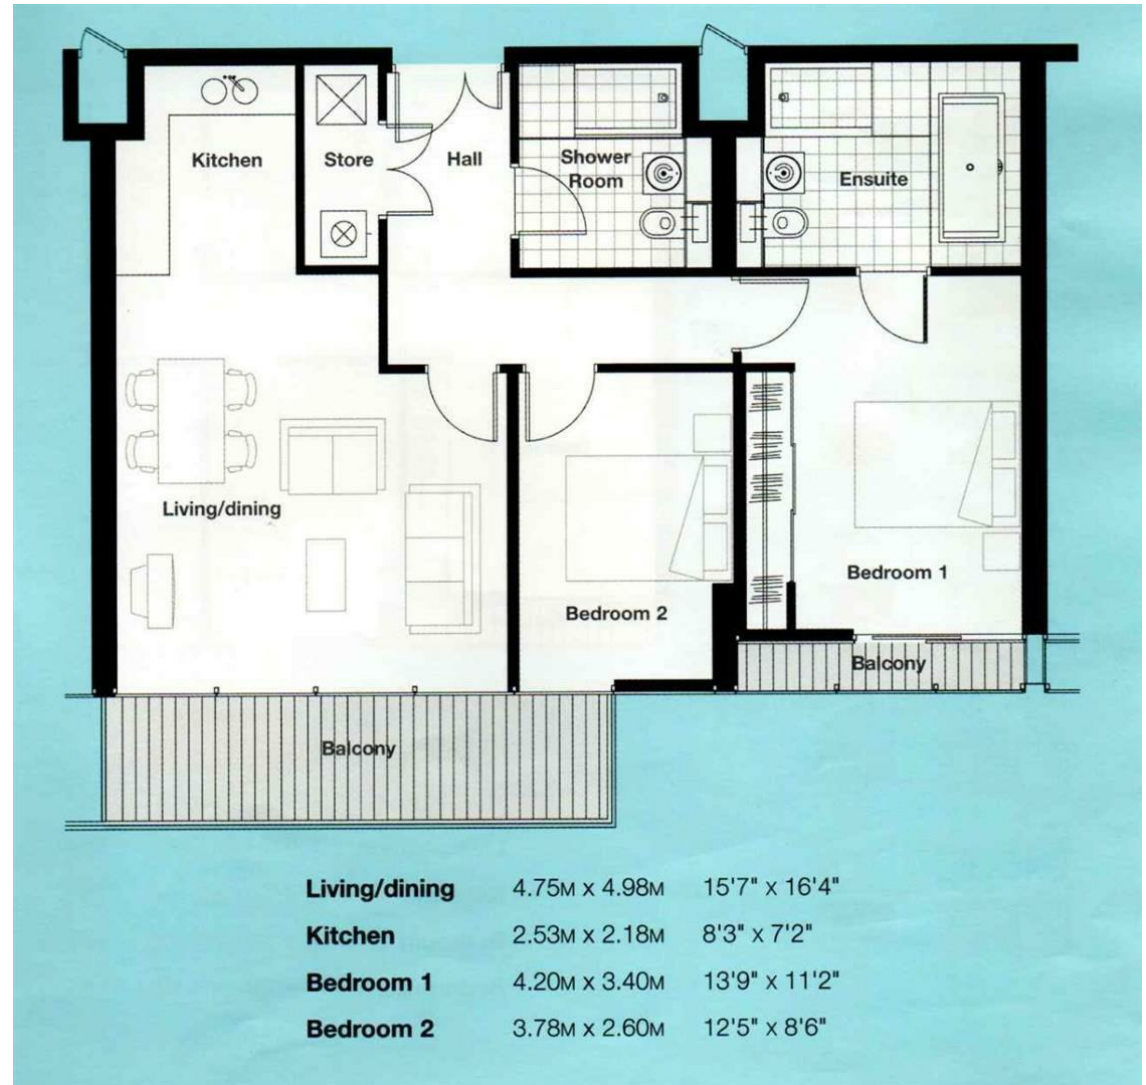 Kitchen
Store
Hall
Shower
Room
Ensuite
Living/dining
Bedroom 2
Bedroom 1
Balcony
Balcony
Living/dining 4.75M x 4.98M 15'7" x 16'4"
Kitchen 2.53M x 2.18M 8'3" x 7'2"
Bedroom 1 4.20M x 3.40M 13'9" x 11'2"
Bedroom 2 3.78M x 2.60M 12'5" x 8'6"